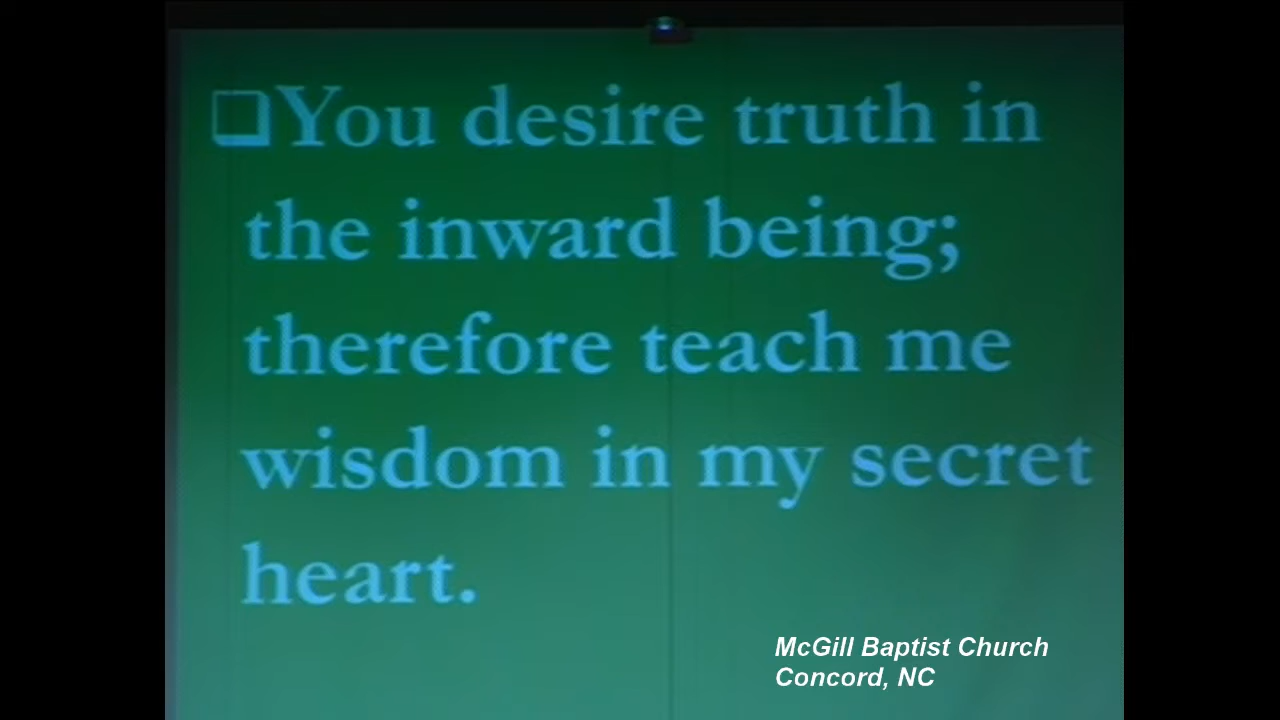 ❑You desire truth in
the inward being;
therefore teach me
wisdom in my secret
heart.
McGill Baptist Church
Concord, NC